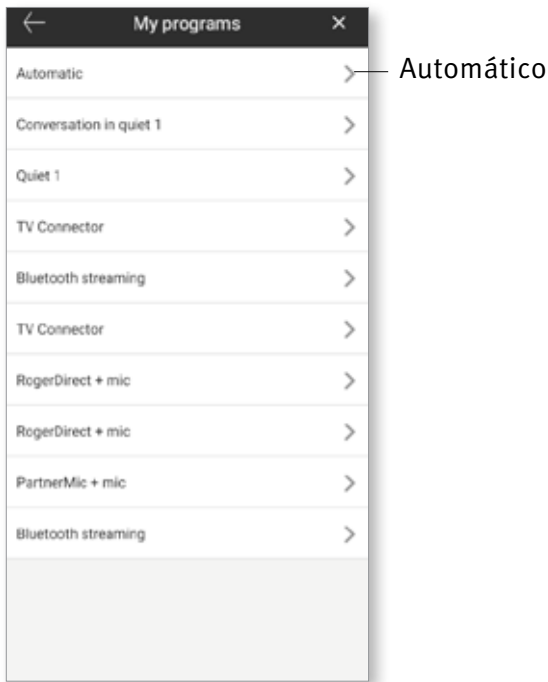 My programs
Automatic
Automático
Conversation in quiet 1
Quiet 1
TV Connector
Bluetooth streaming
TV Connector
RogerDirect + mic
RogerDirect + mic
PartnerMic + mic
Bluetooth streaming